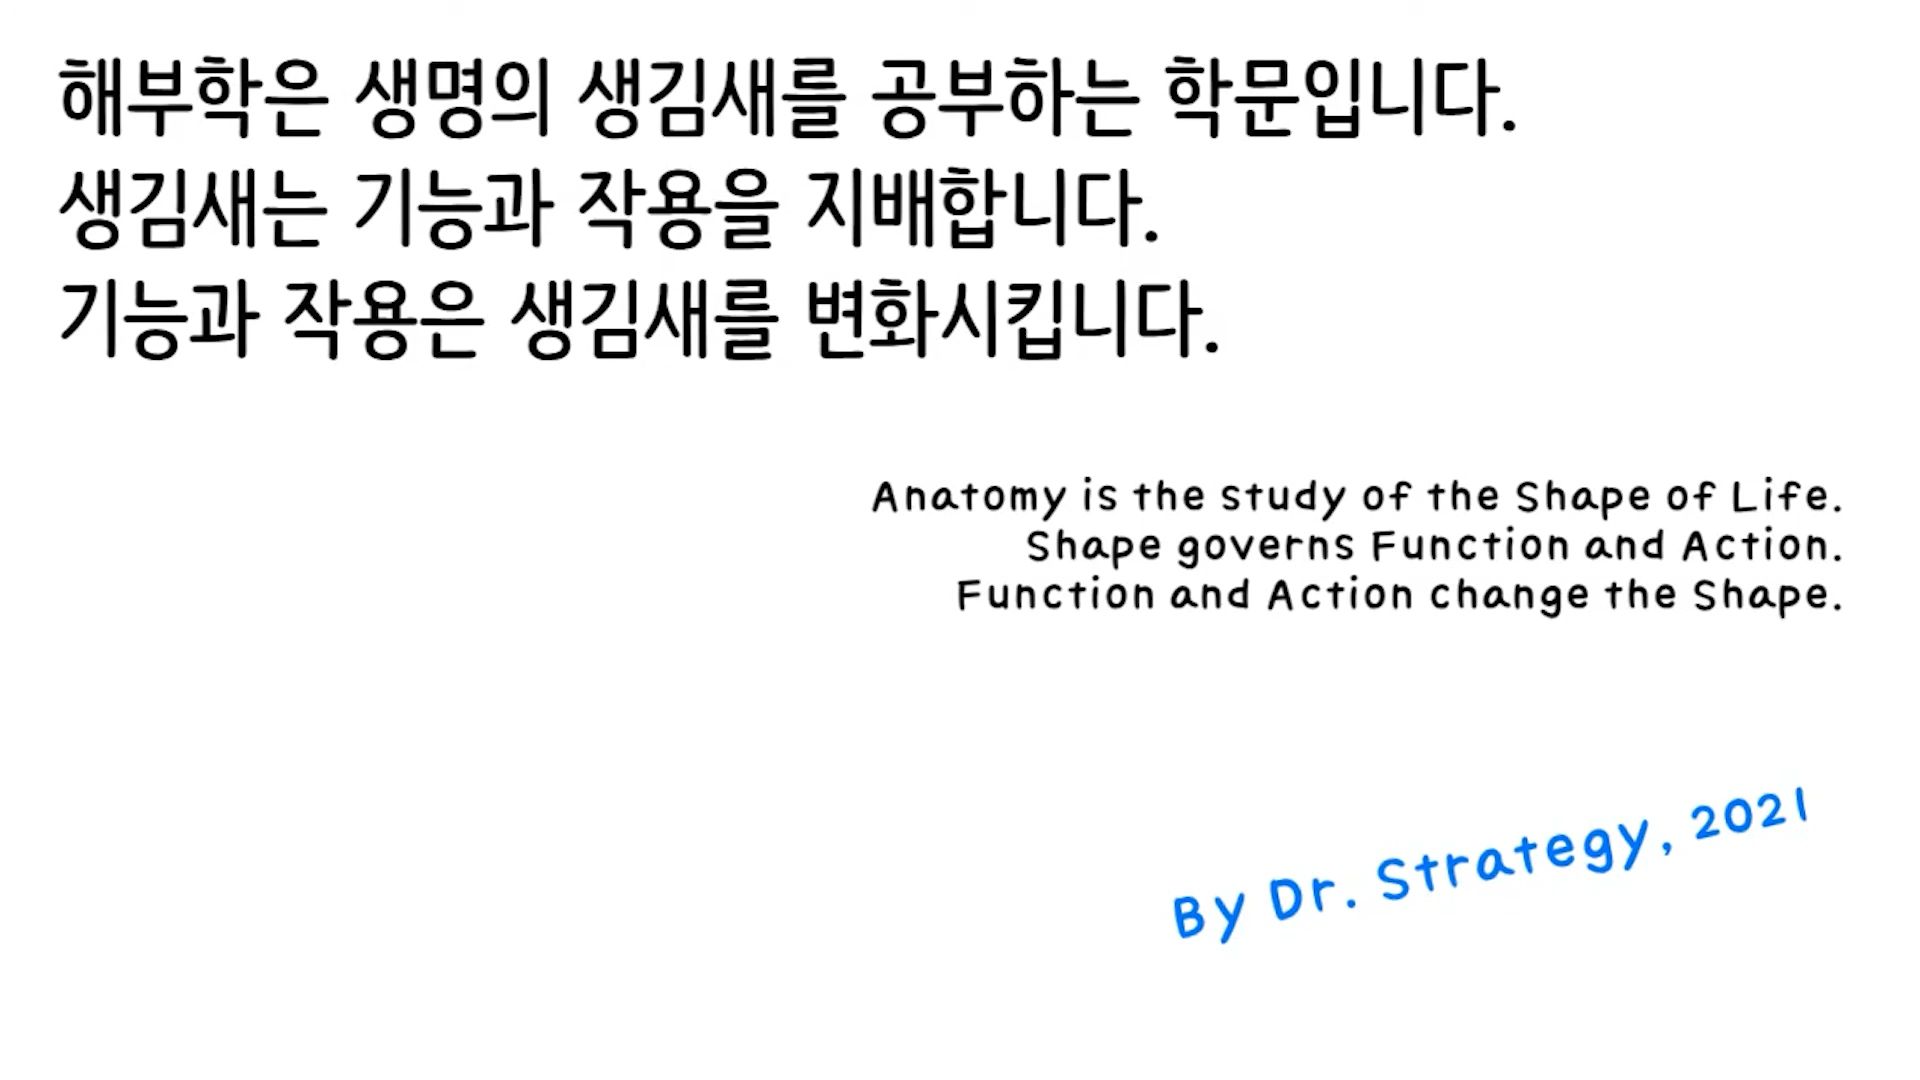 해부학은 생명의 생김새를 공부하는 학문입니다.
생김새는 기능과 작용을 지배합니다.
기능과 작용은 생김새를 변화시킵니다.
Anatomy is the study of the Shape of Life.
Shape governs Function and Action.
Function and Action change the Shape.
By Dr. Strategy, 2021